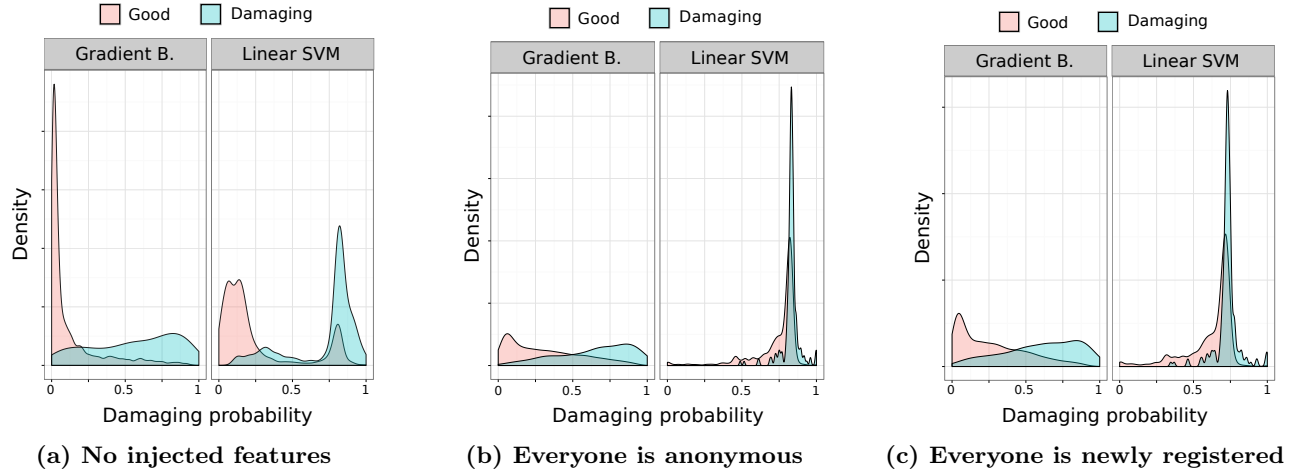 Good Damaging
Gradient B. Linear SVM
Density
0 0.5 1 0 0.5 1
Damaging probability
(a) No injected features
Good Damaging
Gradient B. Linear SVM
Density
0 0.5 1 0 0.5 1
Damaging probability
(b) Everyone is anonymous
Good Damaging
Gradient B. Linear SVM
Density
0 0.5 1 0 0.5 1
Damaging probability
(c) Everyone is newly registered